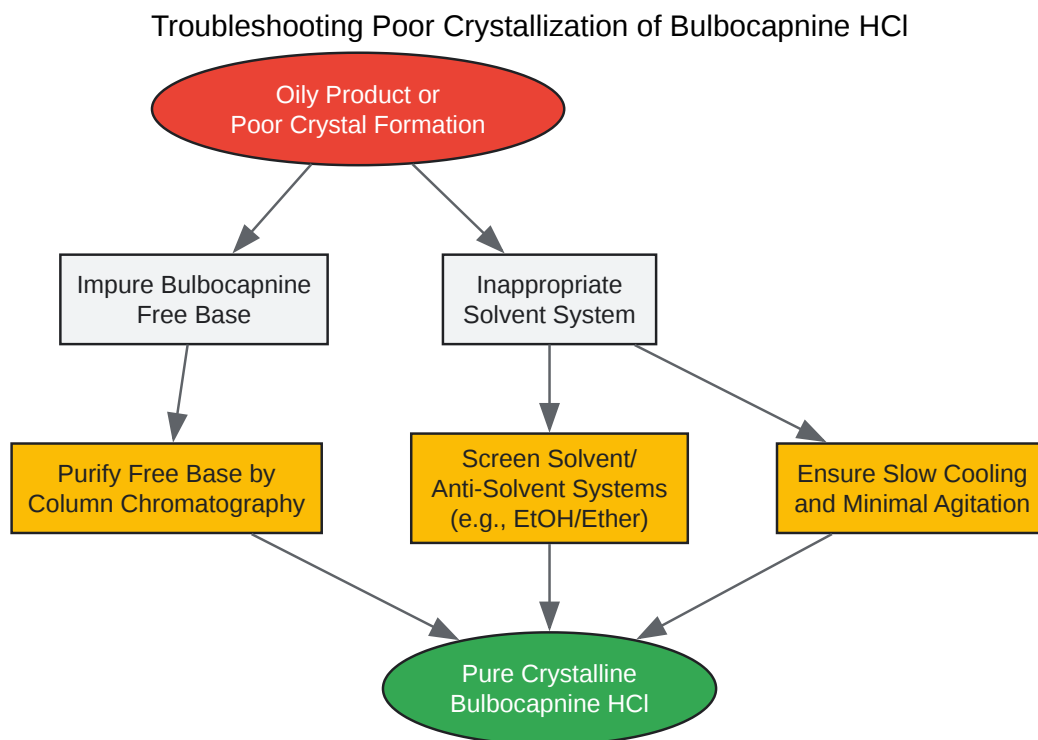 Troubleshooting Poor Crystallization of Bulbocapnine HCl
Oily Product or
Poor Crystal Formation
Impure Bulbocapnine
Free Base
Inappropriate
Solvent System
Purify Free Base by
Column Chromatography
Screen Solvent/
Anti-Solvent Systems
(e.g., EtOH/Ether)
Ensure Slow Cooling
and Minimal Agitation
Pure Crystalline
Bulbocapnine HCl